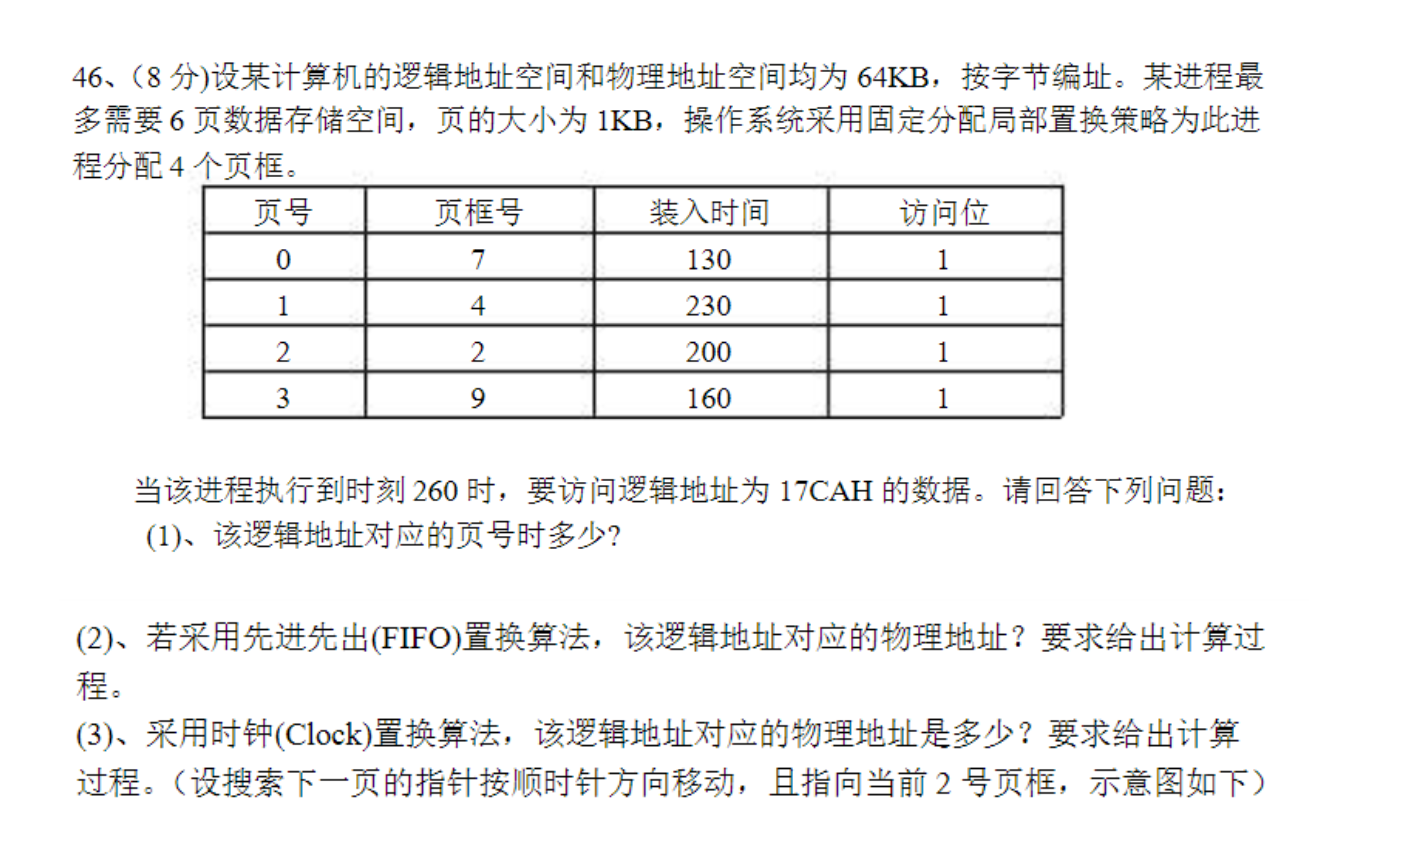 46、(8 分)设某计算机的逻辑地址空间和物理地址空间均为 64KB，按字节编址。某进程最
多需要 6 页数据存储空间，页的大小为 1KB，操作系统采用固定分配局部置换策略为此进
程分配 4 个页框。
页号 页框号 装入时间 访问位
0 7 130 1
1 4 230 1
2 2 200 1
3 9 160 1
当该进程执行到时刻 260 时，要访问逻辑地址为 17CAH 的数据。请回答下列问题：
(1)、该逻辑地址对应的页号时多少?
(2)、若采用先进先出(FIFO)置换算法，该逻辑地址对应的物理地址？要求给出计算过
程。
(3)、采用时钟(Clock)置换算法，该逻辑地址对应的物理地址是多少？要求给出计算
过程。（设搜索下一页的指针按顺时针方向移动，且指向当前 2 号页框，示意图如下）